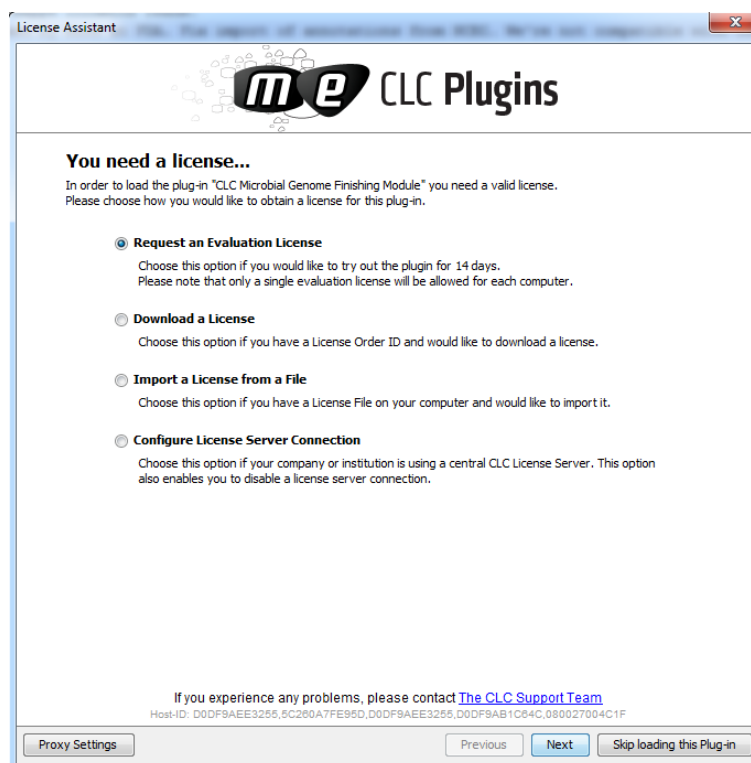 License Assistant
me CLC Plugins
You need a license...
In order to load the plug-in "CLC Microbial Genome Finishing Module" you need a valid license.
Please choose how you would like to obtain a license for this plug-in.
Request an Evaluation License
Choose this option if you would like to try out the plugin for 14 days.
Please note that only a single evaluation license will be allowed for each computer.
Download a License
Choose this option if you have a License Order ID and would like to download a license.
Import a License from a File
Choose this option if you have a License File on your computer and would like to import it.
Configure License Server Connection
Choose this option if your company or institution is using a central CLC License Server. This option
also enables you to disable a license server connection.
If you experience any problems, please contact The CLC Support Team
Host-ID: D0DF9AEE3255,5C260A7FE95D,D0DF9AEE3255,D0DF9AB1C64C,080027004C1F
Proxy Settings Previous Next Skip loading this Plug-in